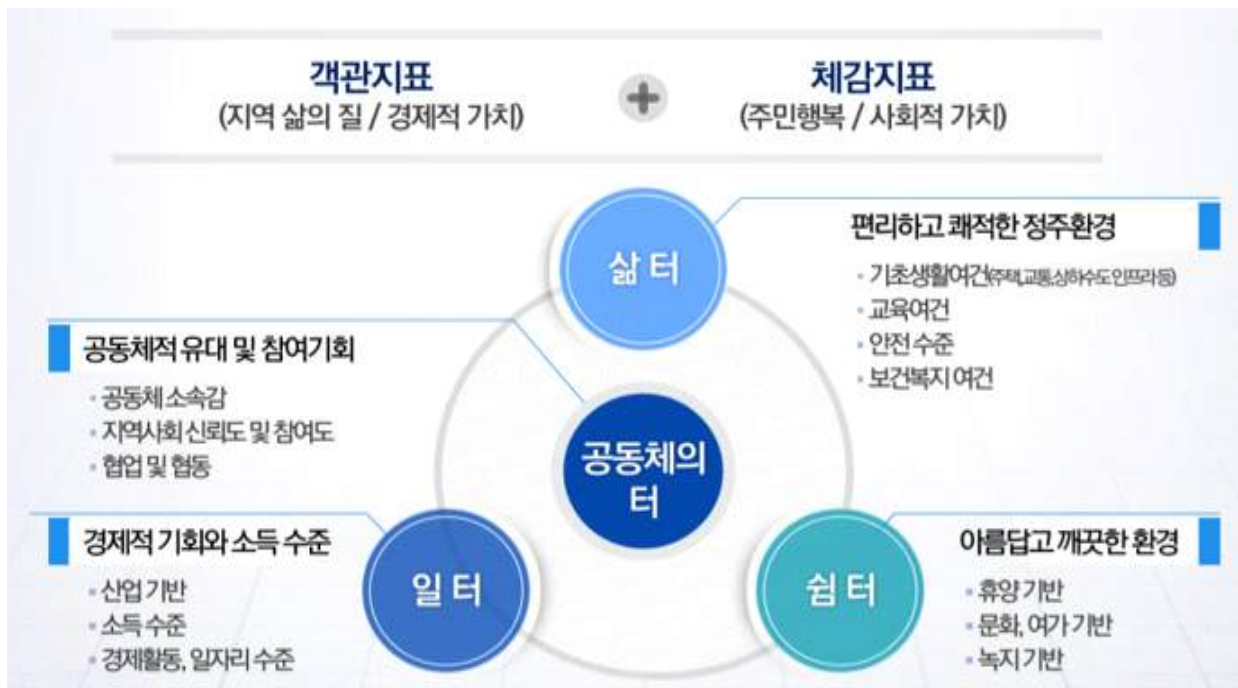 객관지표
(지역 삶의 질 / 경제적 가치)
+
체감지표
(주민행복 / 사회적 가치)
삶 터
편리하고 쾌적한 정주환경
• 기초생활여건(주택,교통,상하수도 인프라 등)
• 교육여건
• 안전 수준
• 보건복지 여건
공동체적 유대 및 참여기회
• 공동체 소속감
• 지역사회 신뢰도 및 참여도
• 협업 및 협동
공동체의
터
경제적 기회와 소득 수준
• 산업 기반
• 소득 수준
• 경제활동, 일자리 수준
일 터
쉼 터
아름답고 깨끗한 환경
• 휴양 기반
• 문화, 여가 기반
• 녹지 기반